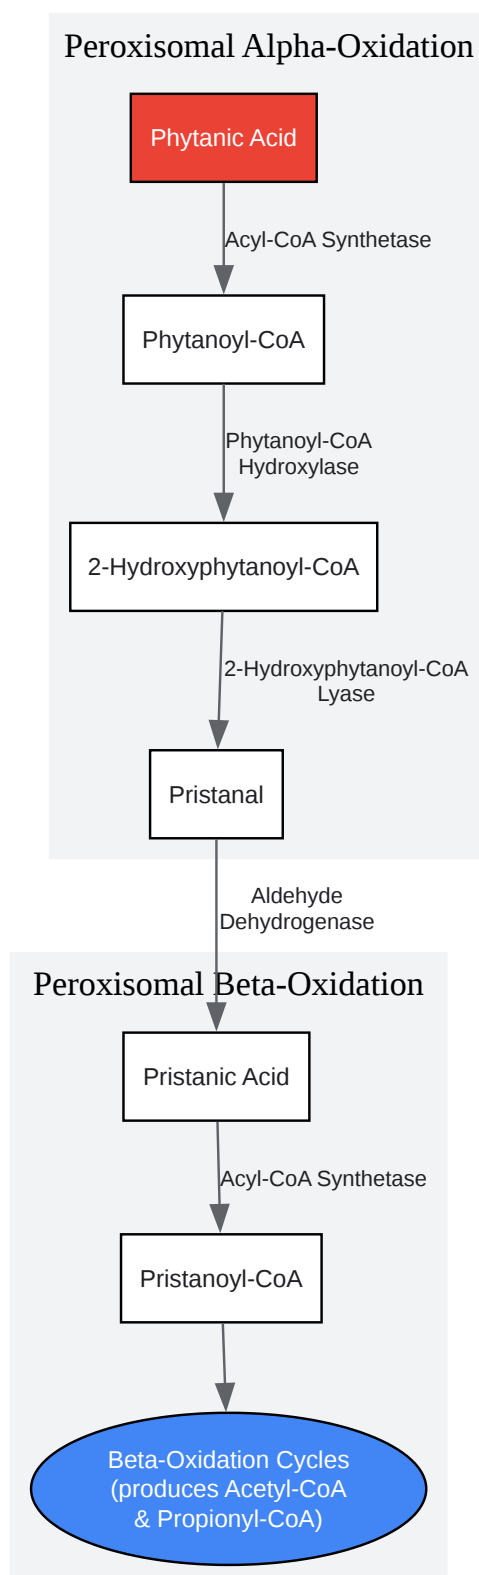 Peroxisomal Alpha-Oxidation
Phytanic Acid
Acyl-CoA Synthetase
Phytanoyl-CoA
Phytanoyl-CoA
Hydroxylase
2-Hydroxyphytanoyl-CoA
2-Hydroxyphytanoyl-CoA
Lyase
Pristanal
Aldehyde
Dehydrogenase
Peroxisomal Beta-Oxidation
Pristanic Acid
Acyl-CoA Synthetase
Pristanoyl-CoA
Beta-Oxidation Cycles
(produces Acetyl-CoA
& Propionyl-CoA)